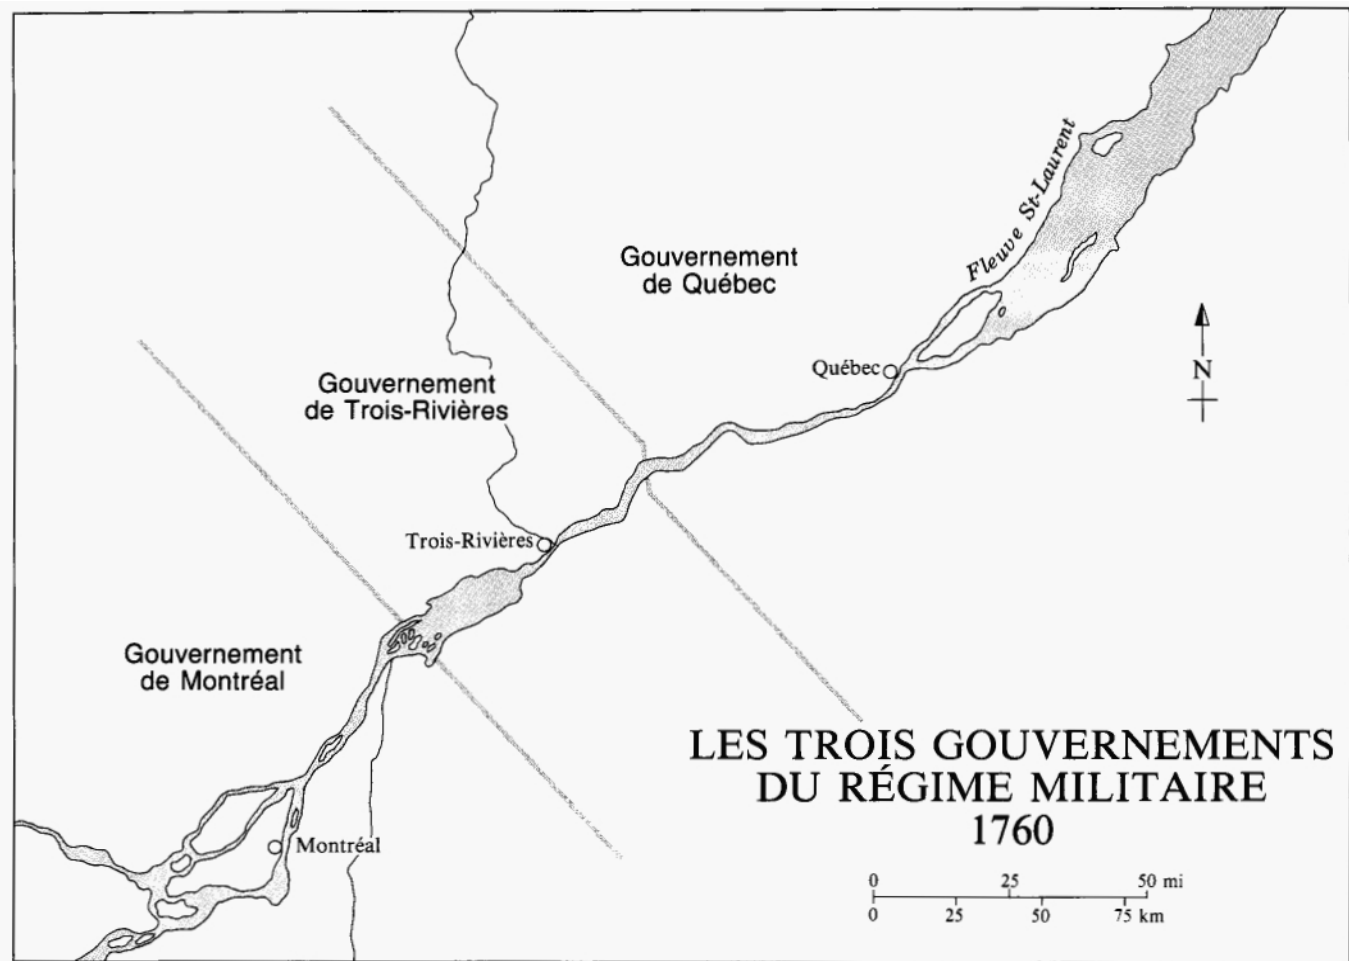 Fleuve St-Laurent
Gouvernement
de Québec
N
Québec
Gouvernement
de Trois-Rivières
Trois-Rivières
Gouvernement
de Montréal
Montréal
LES TROIS GOUVERNEMENTS
DU RÉGIME MILITAIRE
1760
0 25 50 mi
0 25 50 75 km